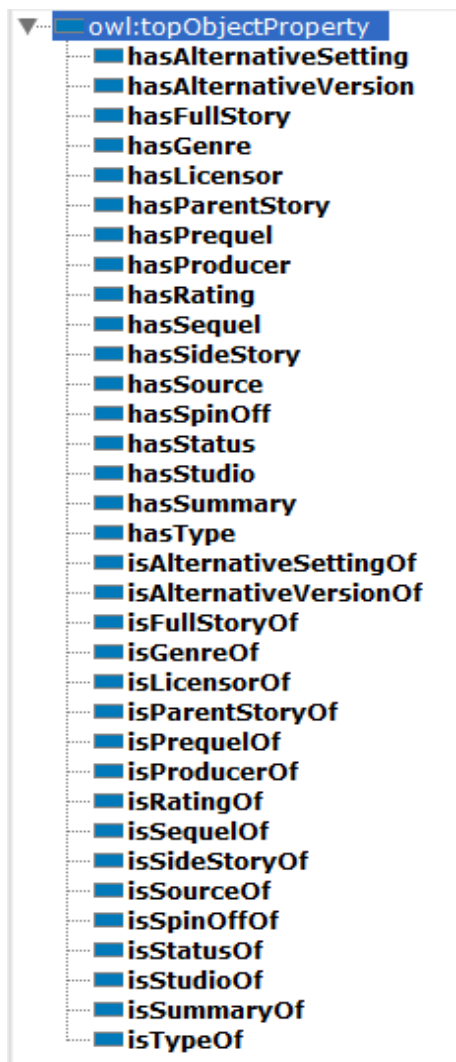 owl:topObjectProperty
hasAlternativeSetting
hasAlternativeVersion
hasFullStory
hasGenre
hasLicensor
hasParentStory
hasPrequel
hasProducer
hasRating
hasSequel
hasSideStory
hasSource
hasSpinOff
hasStatus
hasStudio
hasSummary
hasType
isAlternativeSettingOf
isAlternativeVersionOf
isFullStoryOf
isGenreOf
isLicensorOf
isParentStoryOf
isPrequelOf
isProducerOf
isRatingOf
isSequelOf
isSideStoryOf
isSourceOf
isSpinOffOf
isStatusOf
isStudioOf
isSummaryOf
isTypeOf